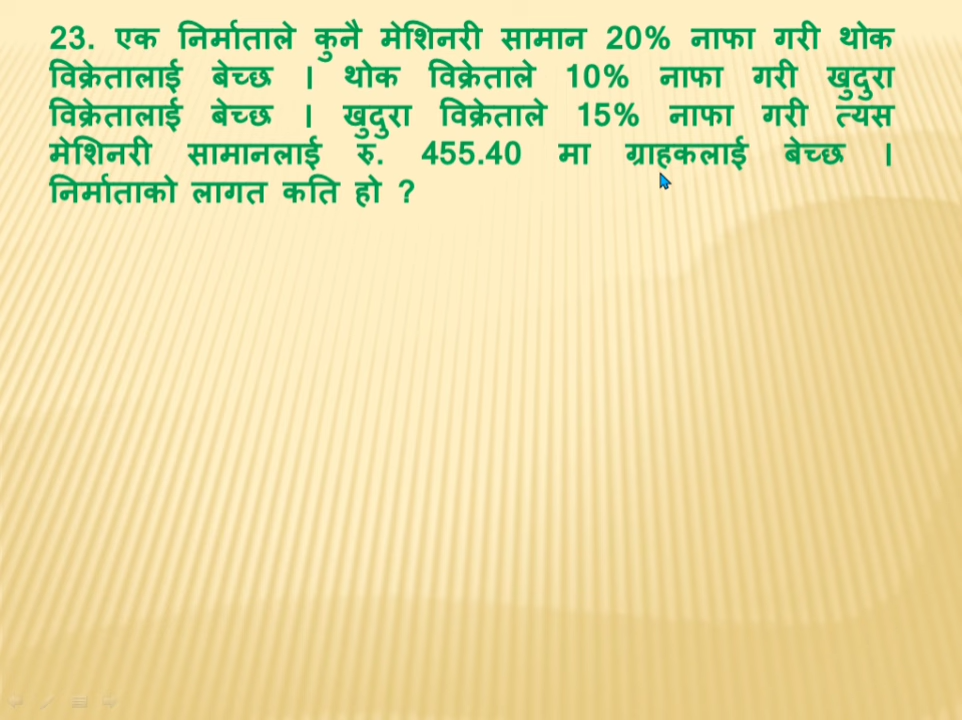 23. एक निर्माताले कुनै मेशिनरी सामान 20% नाफा गरी थोक
विक्रेतालाई बेच्छ । थोक विक्रेताले 10% नाफा गरी खुदुरा
विक्रेतालाई बेच्छ । खुदुरा विक्रेताले 15% नाफा गरी त्यस
मेशिनरी सामानलाई रु. 455.40 मा ग्राहकलाई बेच्छ ।
निर्माताको लागत कति हो ?